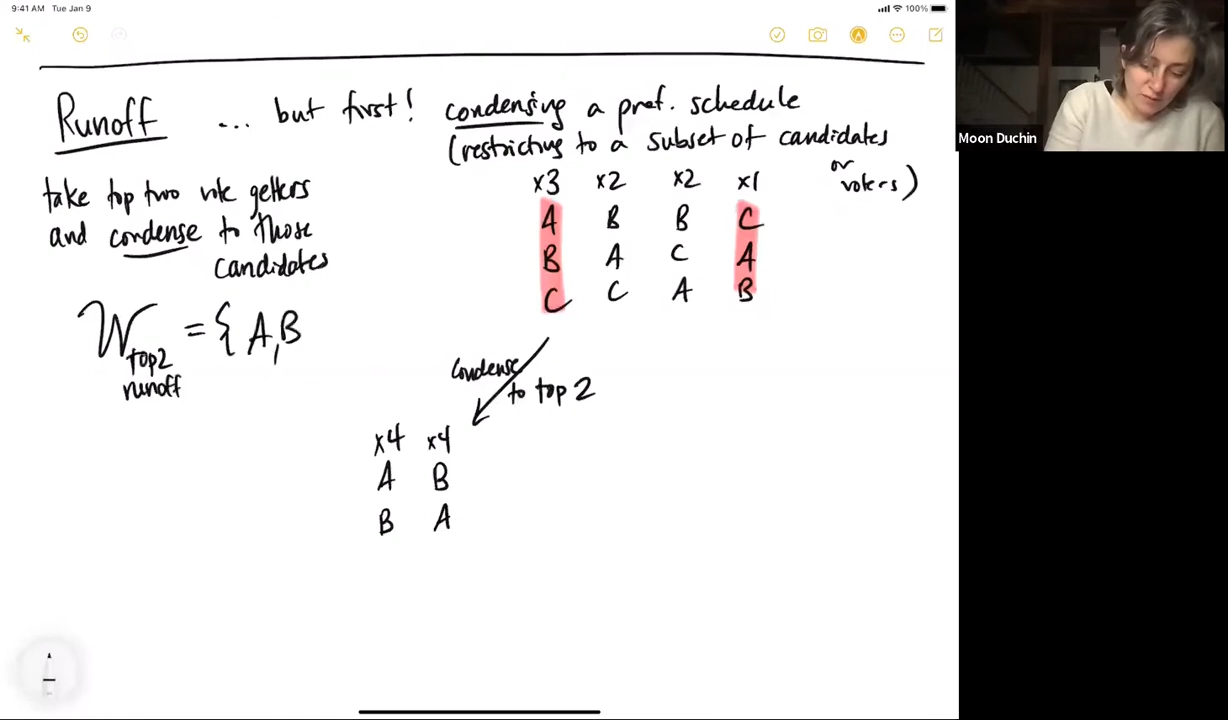 9:41 AM Tue Jan 9
100%
Runoff ... but first! condensing a pref. schedule
(restricting to a subset of candidates
or voters)
take top two vote getters
and condense to those
candidates
x3 x2 x2 x1
A B B C
B A C A
C C A B
W top2 runoff = { A, B
condense
to top 2
x4 x4
A B
B A
Moon Duchin